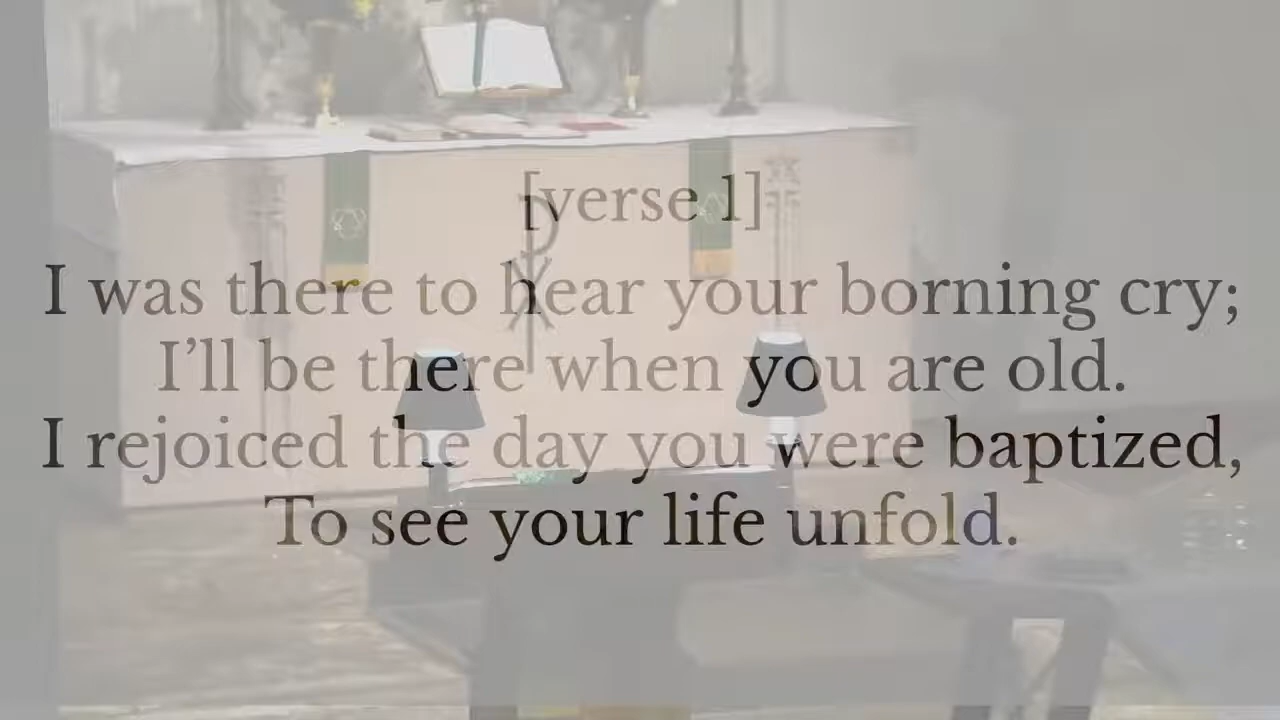 [verse 1]
I was there to hear your borning cry;
I’ll be there when you are old.
I rejoiced the day you were baptized,
To see your life unfold.